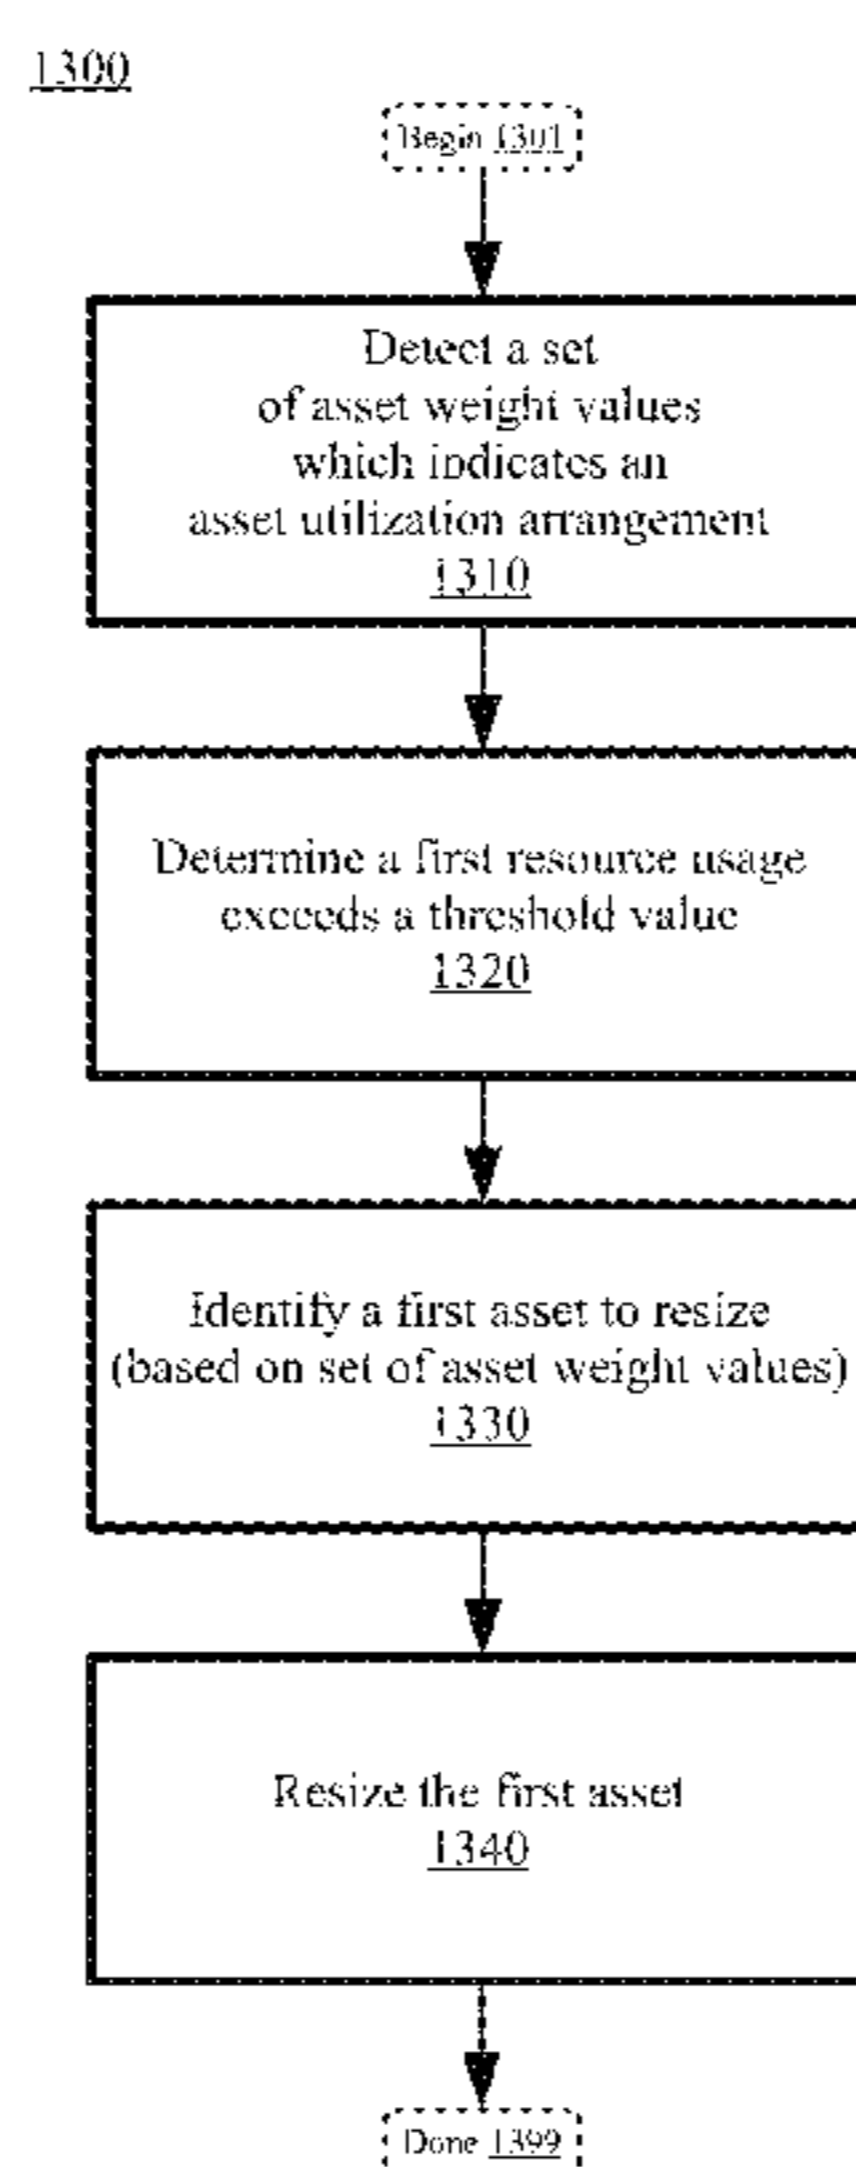 1300
Begin 1301
Detect a set
of asset weight values
which indicates an
asset utilization arrangement
1310
Determine a first resource usage
exceeds a threshold value
1320
Identify a first asset to resize
(based on set of asset weight values)
1330
Resize the first asset
1340
Done 1399